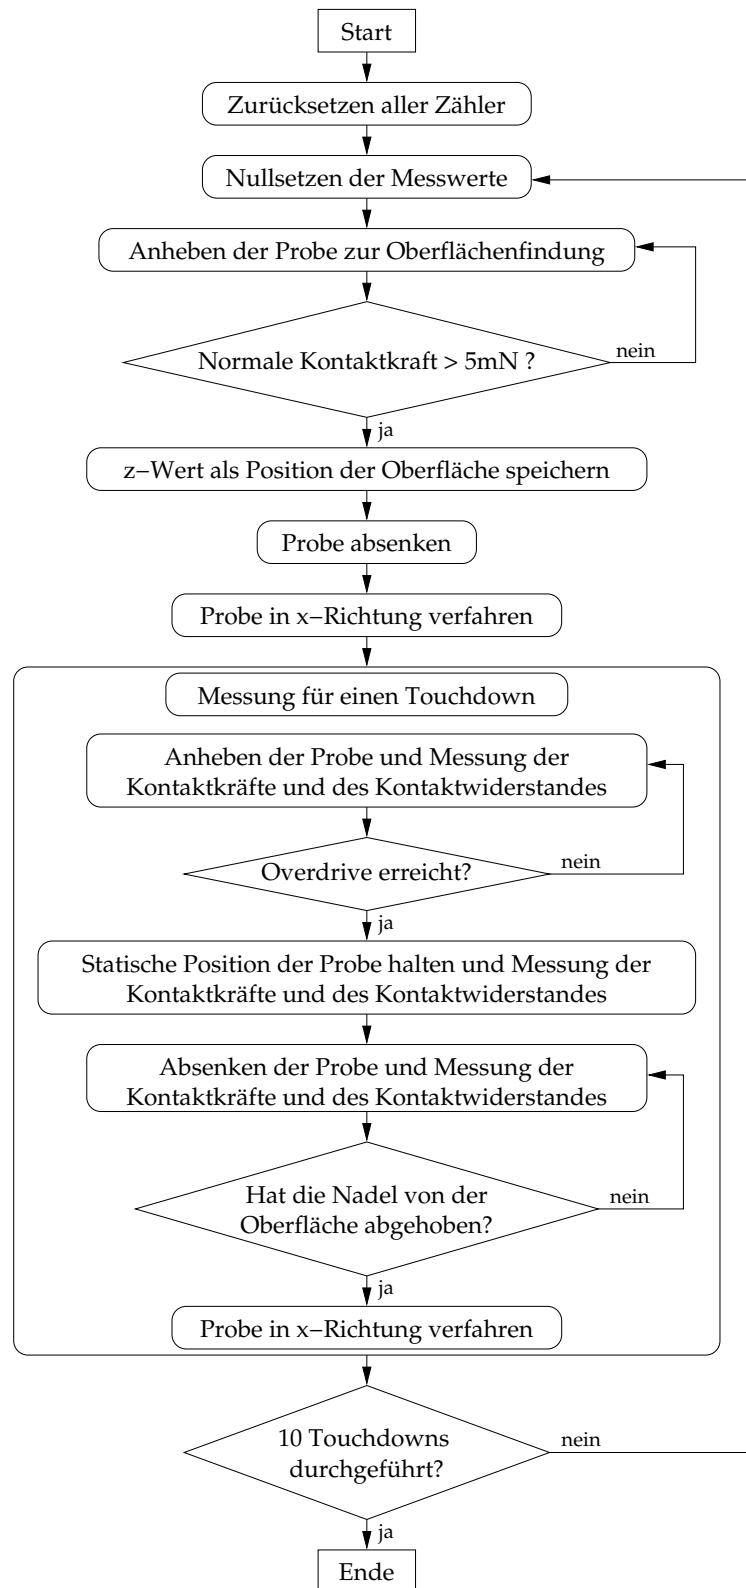 Start
Zurücksetzen aller Zähler
Nullsetzen der Messwerte
Anheben der Probe zur Oberflächenfindung
Normale Kontaktkraft > 5mN ?
nein
ja
z−Wert als Position der Oberfläche speichern
Probe absenken
Probe in x−Richtung verfahren
Messung für einen Touchdown
Anheben der Probe und Messung der
Kontaktkräfte und des Kontaktwiderstandes
Overdrive erreicht?
nein
ja
Statische Position der Probe halten und Messung der
Kontaktkräfte und des Kontaktwiderstandes
Absenken der Probe und Messung der
Kontaktkräfte und des Kontaktwiderstandes
Hat die Nadel von der
Oberfläche abgehoben?
nein
ja
Probe in x−Richtung verfahren
10 Touchdowns
durchgeführt?
nein
ja
Ende